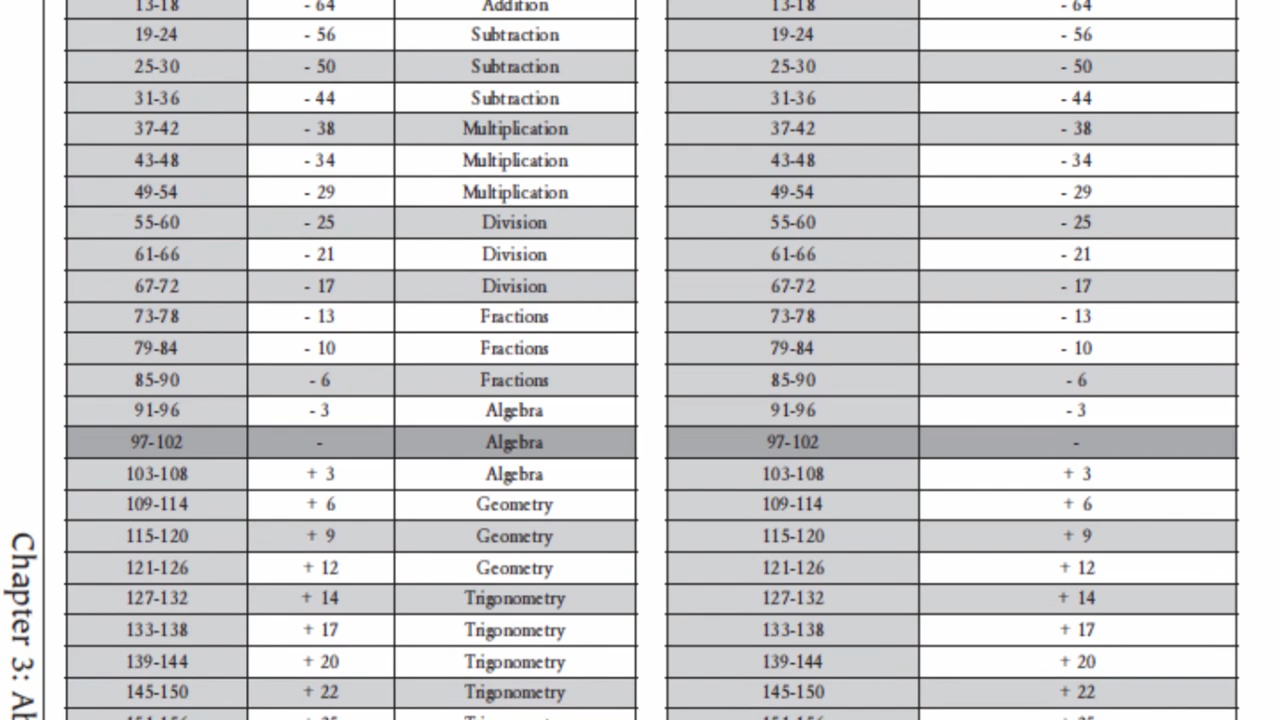 13-18 - 64 Addition 13-18 - 64
19-24 - 56 Subtraction 19-24 - 56
25-30 - 50 Subtraction 25-30 - 50
31-36 - 44 Subtraction 31-36 - 44
37-42 - 38 Multiplication 37-42 - 38
43-48 - 34 Multiplication 43-48 - 34
49-54 - 29 Multiplication 49-54 - 29
55-60 - 25 Division 55-60 - 25
61-66 - 21 Division 61-66 - 21
67-72 - 17 Division 67-72 - 17
73-78 - 13 Fractions 73-78 - 13
79-84 - 10 Fractions 79-84 - 10
85-90 - 6 Fractions 85-90 - 6
91-96 - 3 Algebra 91-96 - 3
97-102 - Algebra 97-102 -
103-108 + 3 Algebra 103-108 + 3
109-114 + 6 Geometry 109-114 + 6
115-120 + 9 Geometry 115-120 + 9
121-126 + 12 Geometry 121-126 + 12
127-132 + 14 Trigonometry 127-132 + 14
133-138 + 17 Trigonometry 133-138 + 17
139-144 + 20 Trigonometry 139-144 + 20
145-150 + 22 Trigonometry 145-150 + 22
Chapter 3: Ab